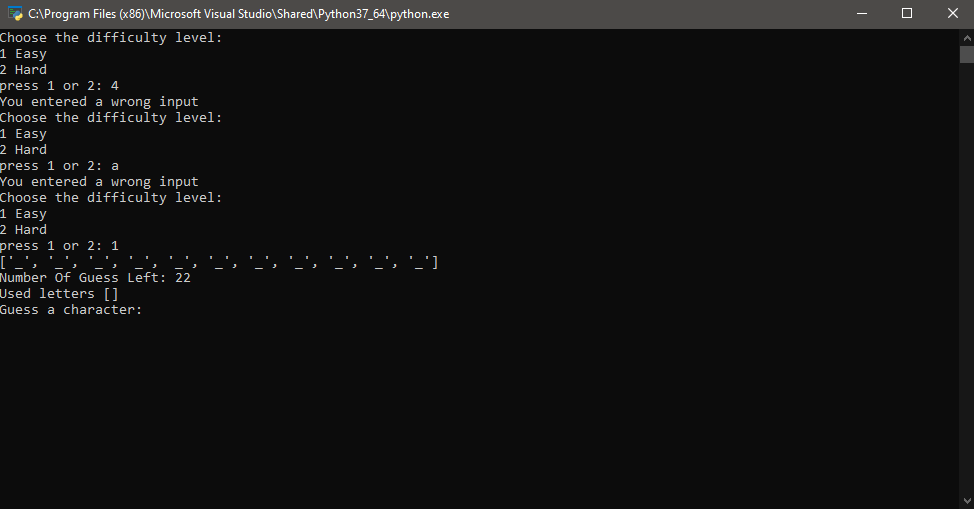 C:\Program Files (x86)\Microsoft Visual Studio\Shared\Python37_64\python.exe
Choose the difficulty level:
1 Easy
2 Hard
press 1 or 2: 4
You entered a wrong input
Choose the difficulty level:
1 Easy
2 Hard
press 1 or 2: a
You entered a wrong input
Choose the difficulty level:
1 Easy
2 Hard
press 1 or 2: 1
['_', '_', '_', '_', '_', '_', '_', '_', '_', '_', '_']
Number Of Guess Left: 22
Used letters []
Guess a character: